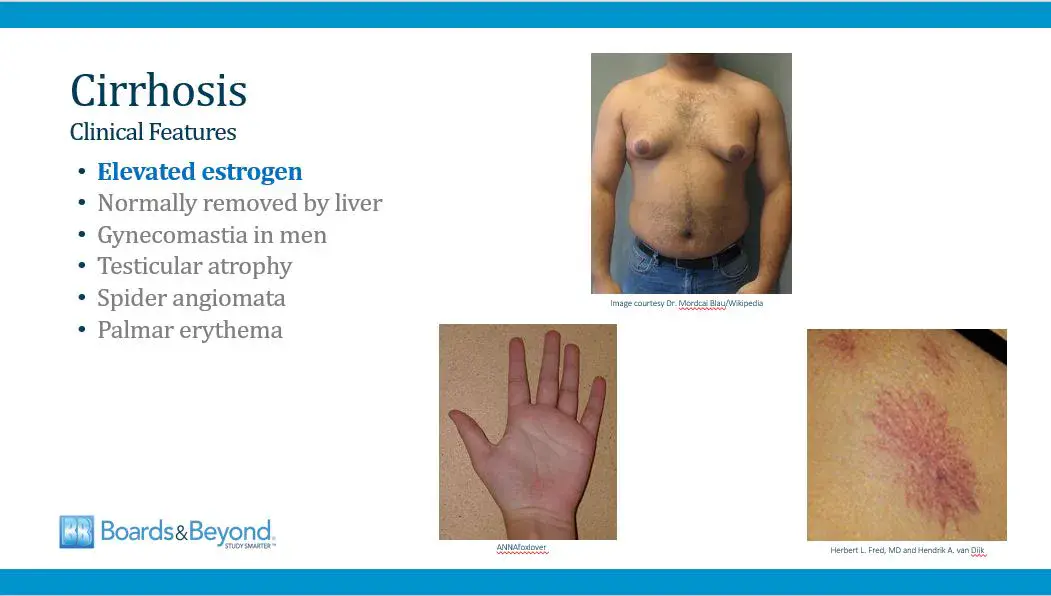 Cirrhosis
Clinical Features
• Elevated estrogen
• Normally removed by liver
• Gynecomastia in men
• Testicular atrophy
• Spider angiomata
• Palmar erythema
Image courtesy Dr. Mordcai Blau/Wikipedia
ANNAfoxlover
Herbert L. Fred, MD and Hendrik A. van Dijk
BB Boards&Beyond.
STUDY SMARTER™